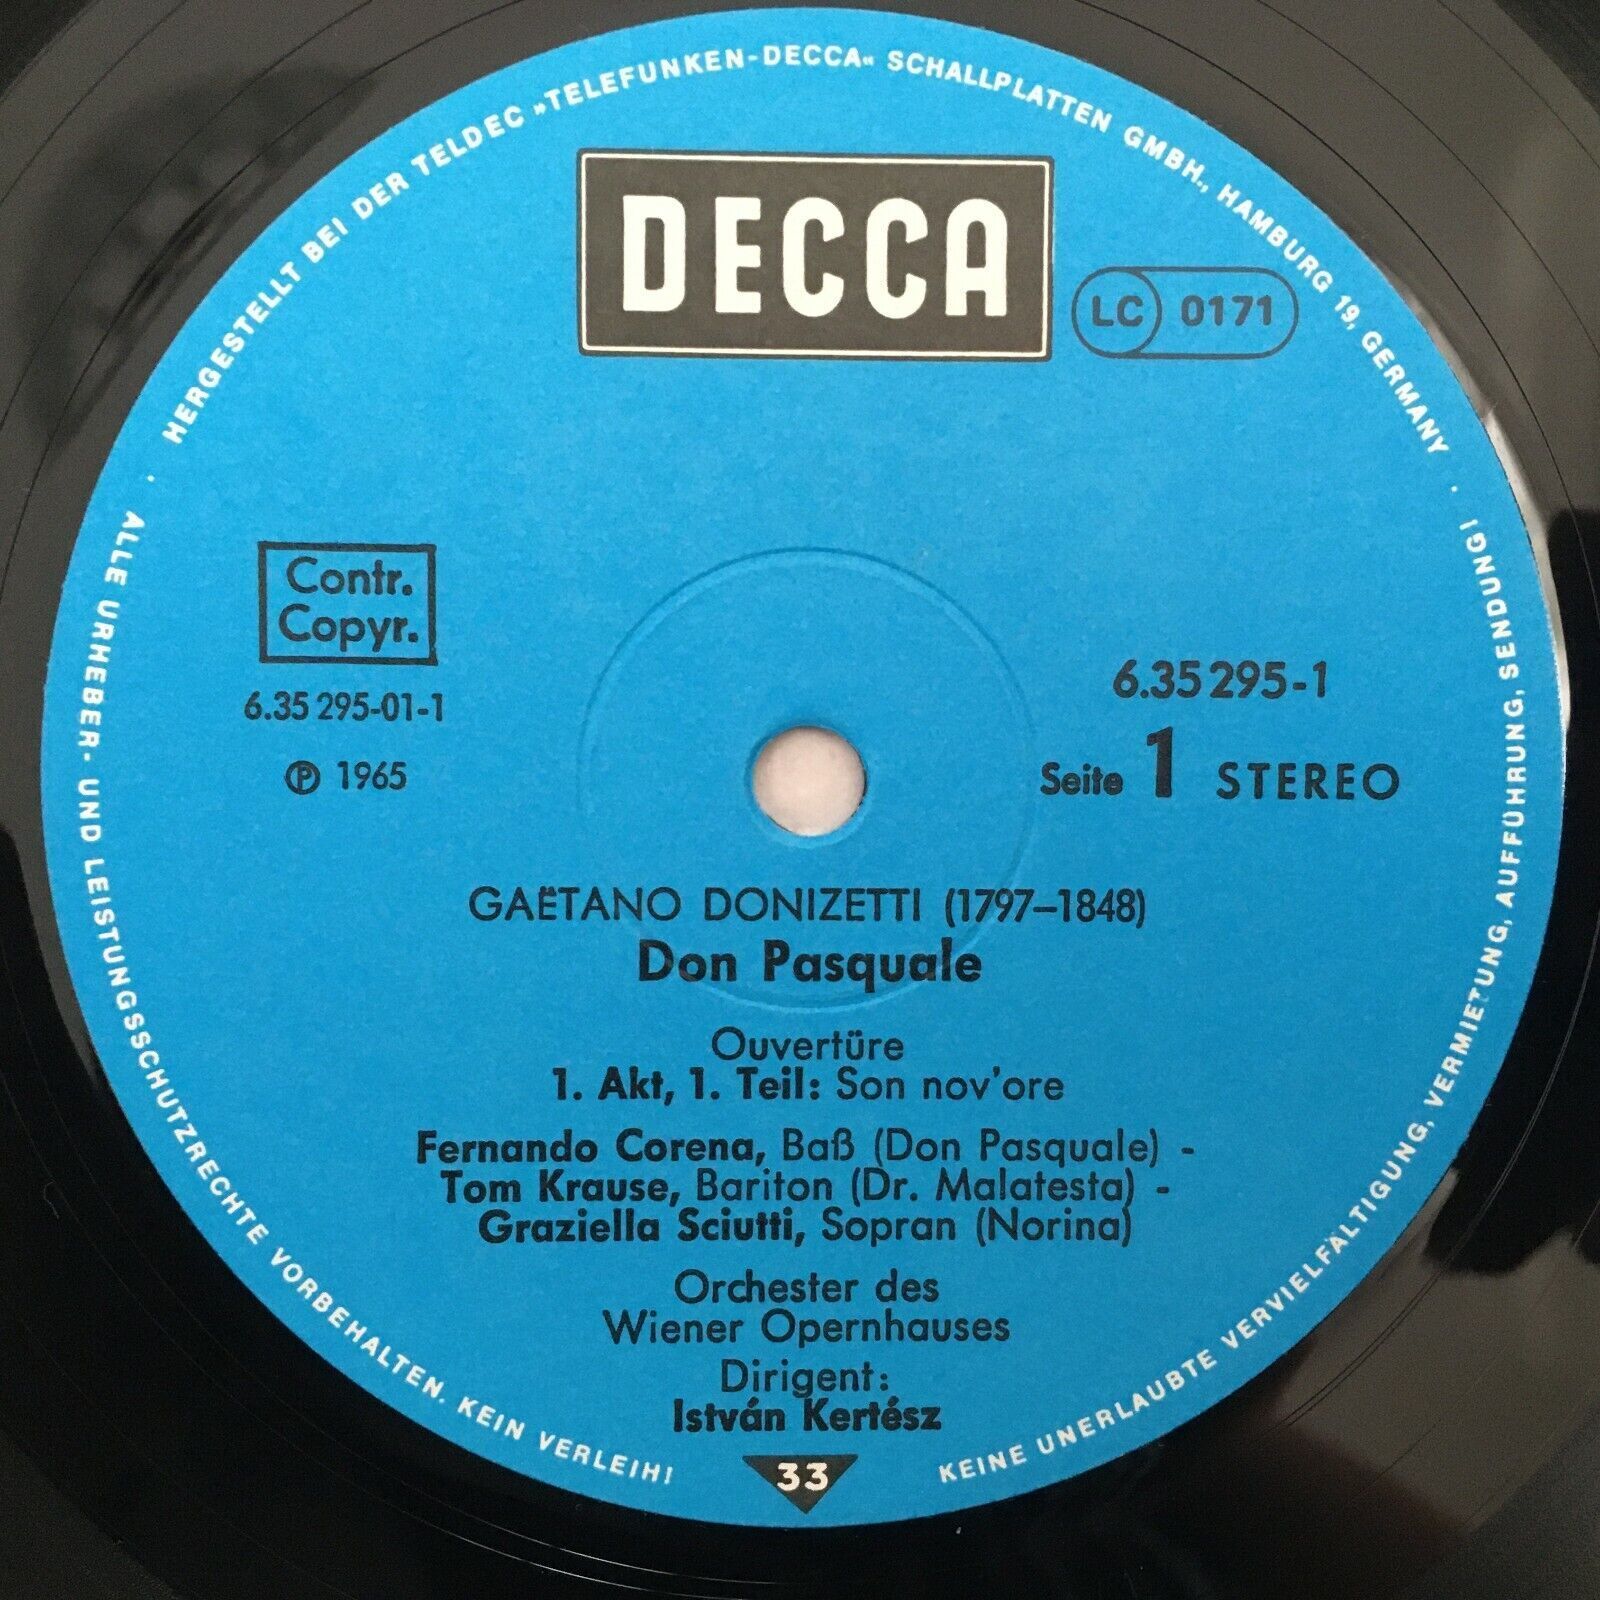 HERGESTELLT BEI DER TELDEC »TELEFUNKEN-DECCA« SCHALLPLATTEN GMBH., HAMBURG 19, GERMANY ·
DECCA
LC 0171
Contr.
Copyr.
6.35 295-01-1
℗ 1965
6.35 295-1
Seite 1 STEREO
GAËTANO DONIZETTI (1797–1848)
Don Pasquale
Ouvertüre
1. Akt, 1. Teil: Son nov'ore
Fernando Corena, Baß (Don Pasquale) -
Tom Krause, Bariton (Dr. Malatesta) -
Graziella Sciutti, Sopran (Norina)
Orchester des
Wiener Opernhauses
Dirigent:
István Kertész
33
· ALLE URHEBER- UND LEISTUNGSSCHUTZRECHTE VORBEHALTEN. KEIN VERLEIH!
KEINE UNERLAUBTE VERVIELFÄLTIGUNG, VERMIETUNG, AUFFÜHRUNG, SENDUNG!